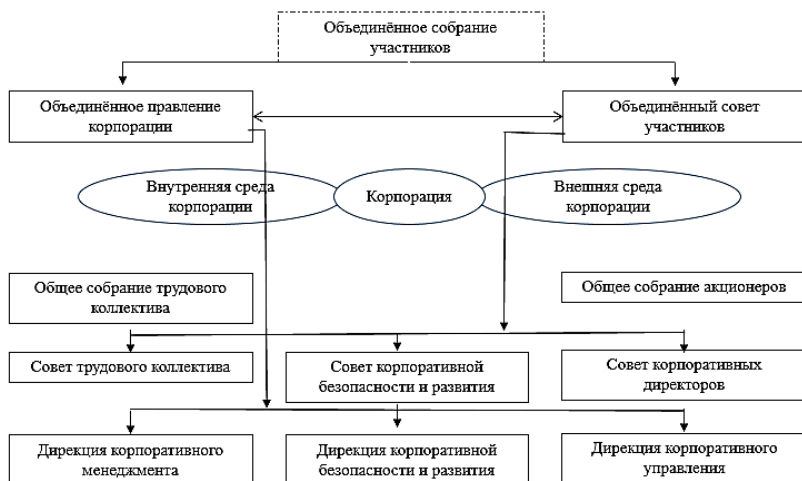 Объединённое собрание
участников
Объединённое правление
корпорации
Объединённый совет
участников
Внутренняя среда
корпорации
Корпорация
Внешняя среда
корпорации
Общее собрание трудового
коллектива
Общее собрание акционеров
Совет трудового коллектива
Совет корпоративной
безопасности и развития
Совет корпоративных
директоров
Дирекция корпоративного
менеджмента
Дирекция корпоративной
безопасности и развития
Дирекция корпоративного
управления